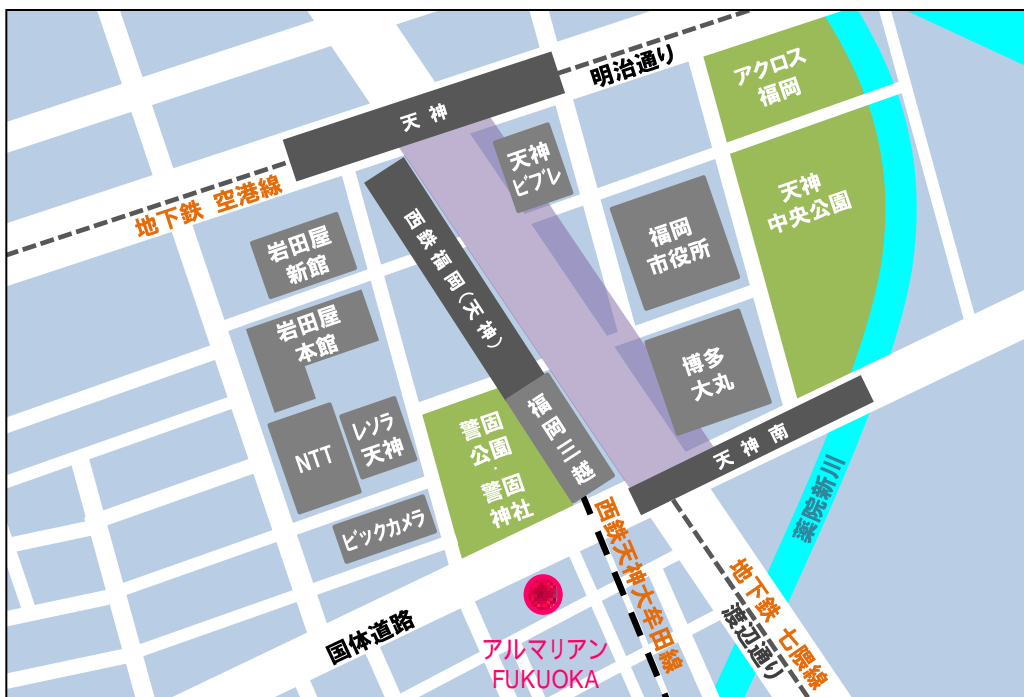 明治通り
アクロス
福岡
天神
天神
ビブレ
天神
中央公園
地下鉄 空港線
西鉄福岡(天神)
福岡
市役所
岩田屋
新館
岩田屋
本館
博多
大丸
福岡三越
レソラ
天神
NTT
警固
公園
・
警固
神社
天神南
ビックカメラ
薬院新川
西鉄天神大牟田線
地下鉄 七隈線
渡辺通り
国体道路
アルマリアン
FUKUOKA